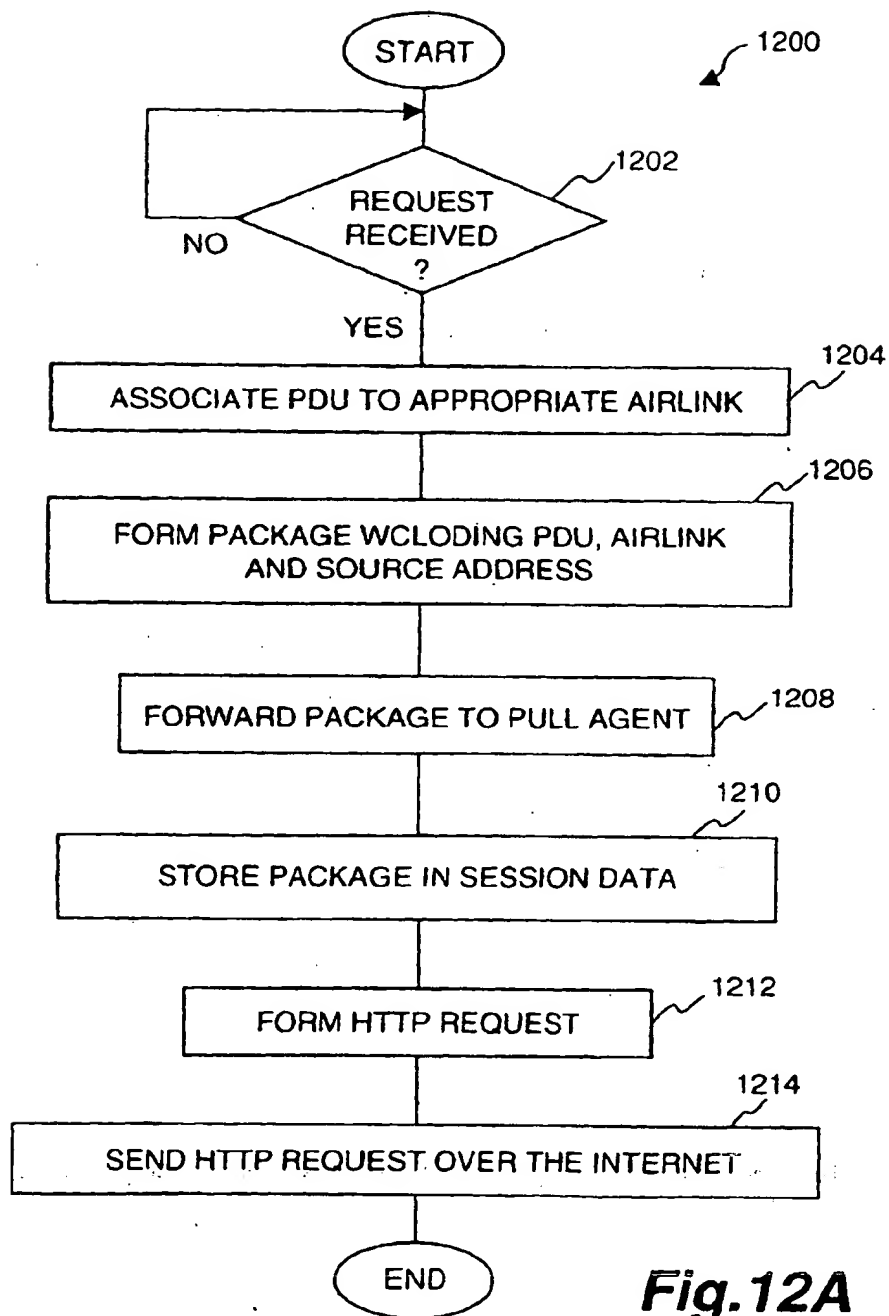 START
1200
1202
REQUEST
RECEIVED
?
NO
YES
1204
ASSOCIATE PDU TO APPROPRIATE AIRLINK
1206
FORM PACKAGE WCLODING PDU, AIRLINK
AND SOURCE ADDRESS
1208
FORWARD PACKAGE TO PULL AGENT
1210
STORE PACKAGE IN SESSION DATA
1212
FORM HTTP REQUEST
1214
SEND HTTP REQUEST OVER THE INTERNET
END
Fig.12A